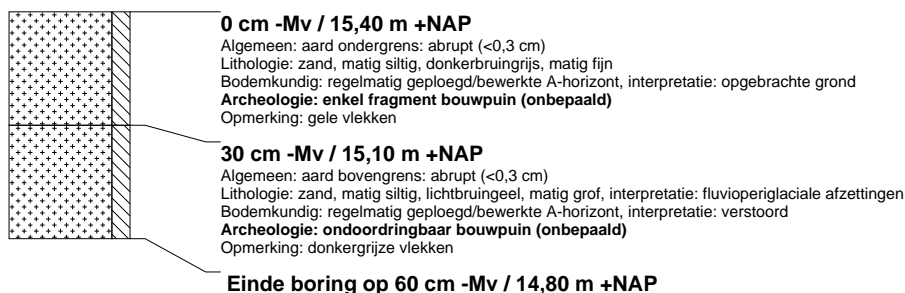 0 cm -Mv / 15,40 m +NAP
Algemeen: aard ondergrens: abrupt (<0,3 cm)
Lithologie: zand, matig siltig, donkerbruingrijs, matig fijn
Bodemkundig: regelmatig geploegd/bewerkte A-horizont, interpretatie: opgebrachte grond
Archeologie: enkel fragment bouwpuin (onbepaald)
Opmerking: gele vlekken
30 cm -Mv / 15,10 m +NAP
Algemeen: aard bovengrens: abrupt (<0,3 cm)
Lithologie: zand, matig siltig, lichtbruingeel, matig grof, interpretatie: fluvioperiglaciale afzettingen
Bodemkundig: regelmatig geploegd/bewerkte A-horizont, interpretatie: verstoord
Archeologie: ondoordringbaar bouwpuin (onbepaald)
Opmerking: donkergrijze vlekken
Einde boring op 60 cm -Mv / 14,80 m +NAP